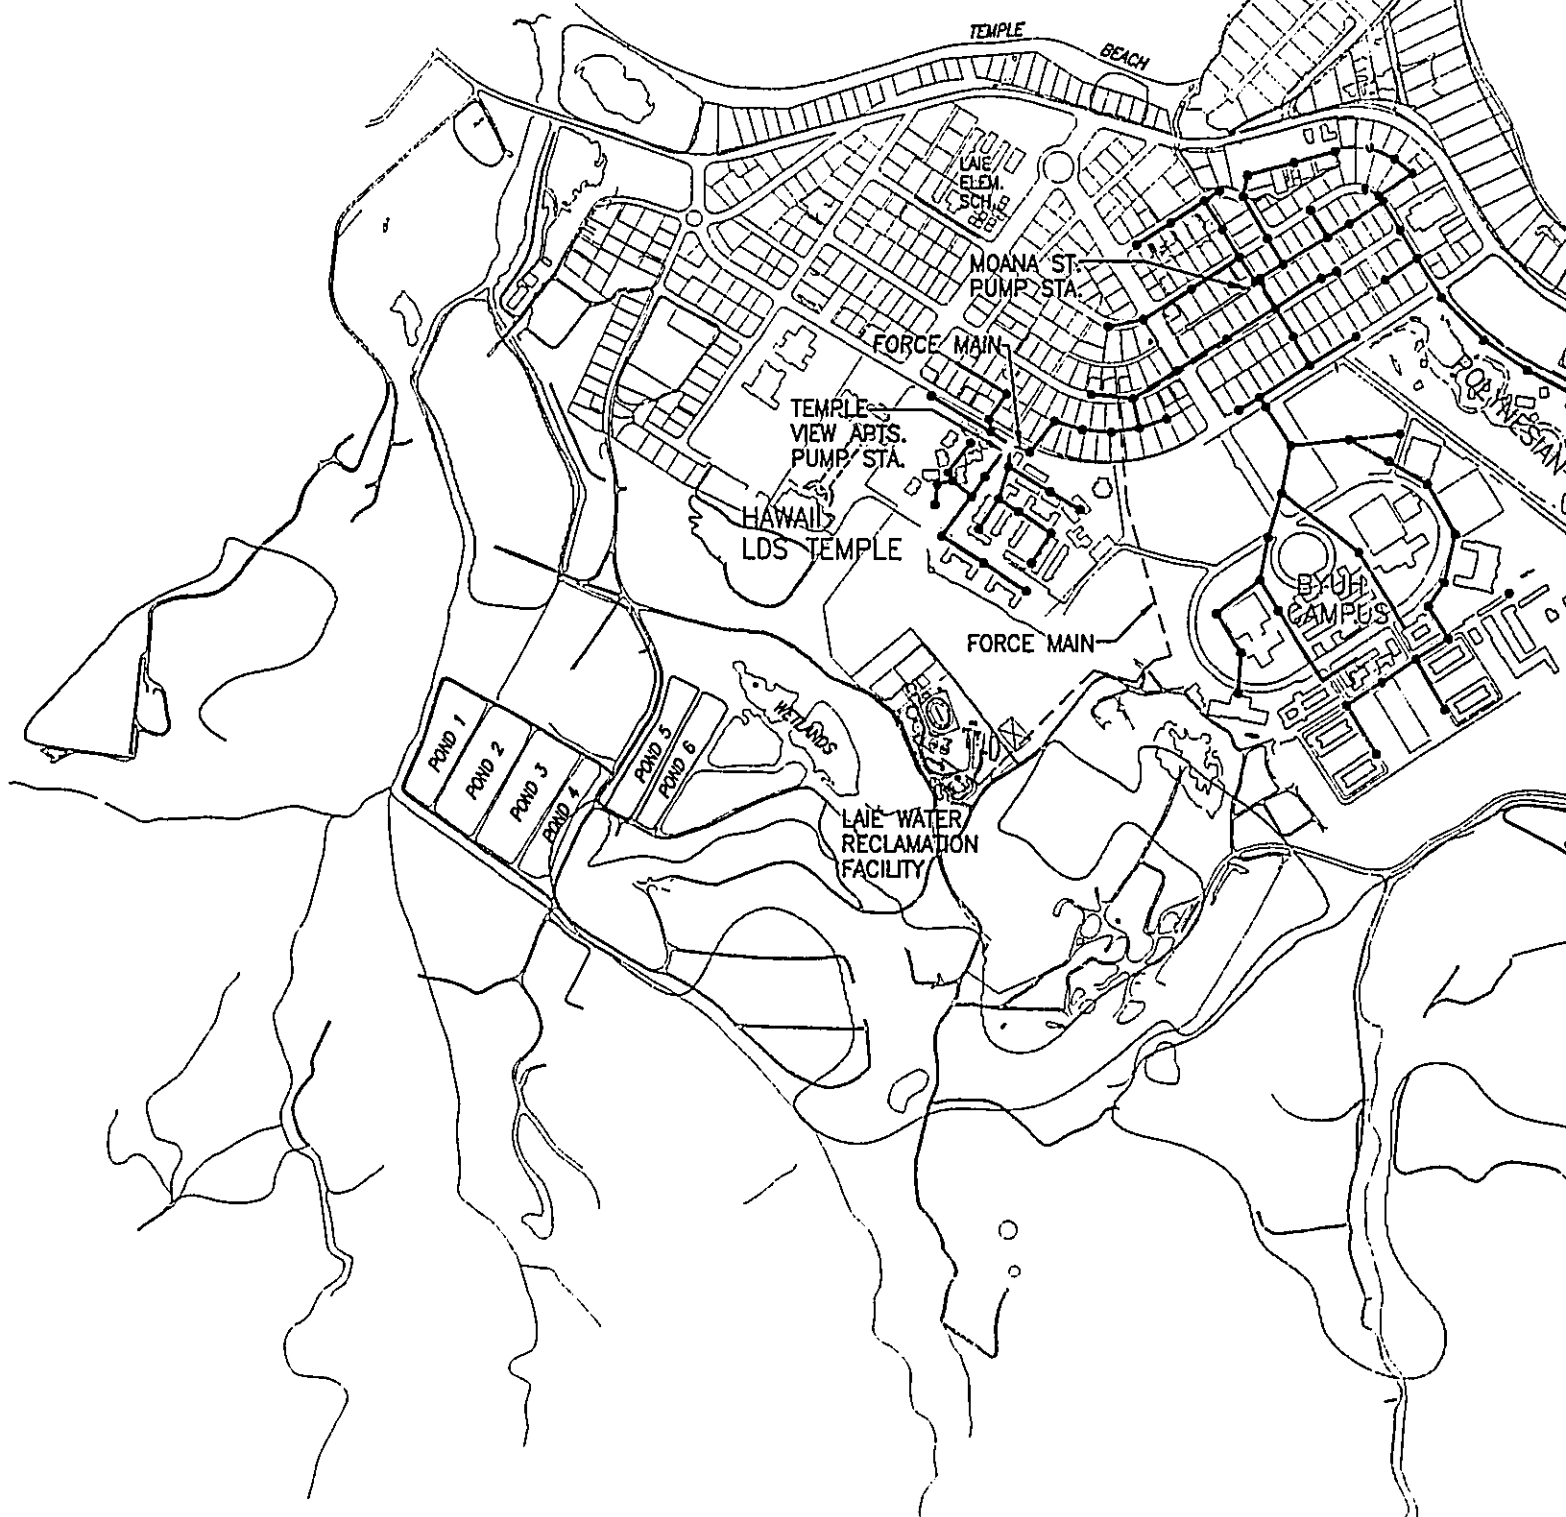 TEMPLE
BEACH
LAIE
ELEM.
SCH.
MOANA ST.
PUMP STA.
FORCE MAIN
TEMPLE
VIEW APTS.
PUMP STA.
POLYNESIAN
HAWAII
LDS TEMPLE
BYUH
CAMPUS
FORCE MAIN
WETLANDS
POND 1
POND 2
POND 3
POND 4
POND 5
POND 6
LAIE WATER
RECLAMATION
FACILITY